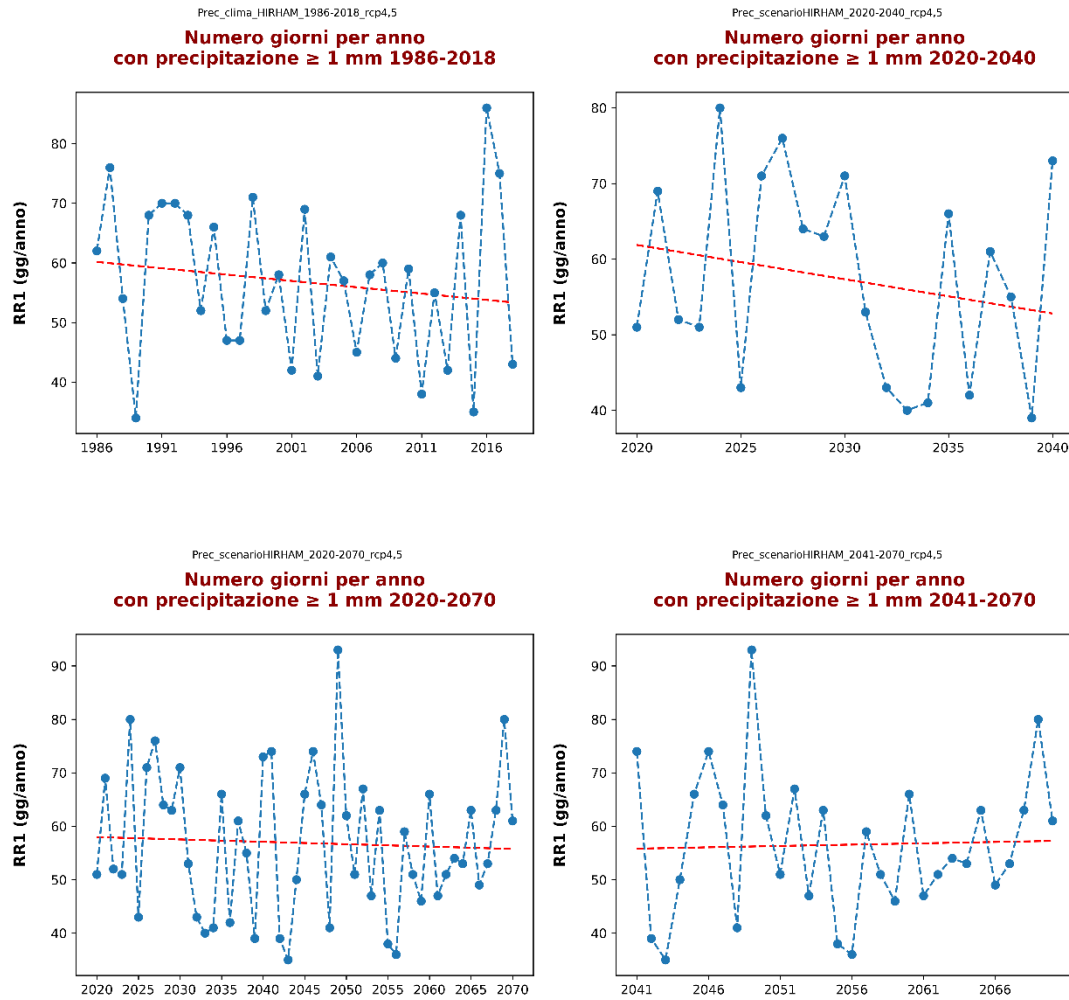 Prec_clima_HIRHAM_1986-2018_rcp4,5
Numero giorni per anno
con precipitazione ≥ 1 mm 1986-2018
RR1 (gg/anno)
80
70
60
50
40
1986 1991 1996 2001 2006 2011 2016
Prec_scenarioHIRHAM_2020-2040_rcp4,5
Numero giorni per anno
con precipitazione ≥ 1 mm 2020-2040
RR1 (gg/anno)
80
70
60
50
40
2020 2025 2030 2035 2040
Prec_scenarioHIRHAM_2020-2070_rcp4,5
Numero giorni per anno
con precipitazione ≥ 1 mm 2020-2070
RR1 (gg/anno)
90
80
70
60
50
40
2020 2025 2030 2035 2040 2045 2050 2055 2060 2065 2070
Prec_scenarioHIRHAM_2041-2070_rcp4,5
Numero giorni per anno
con precipitazione ≥ 1 mm 2041-2070
RR1 (gg/anno)
90
80
70
60
50
40
2041 2046 2051 2056 2061 2066